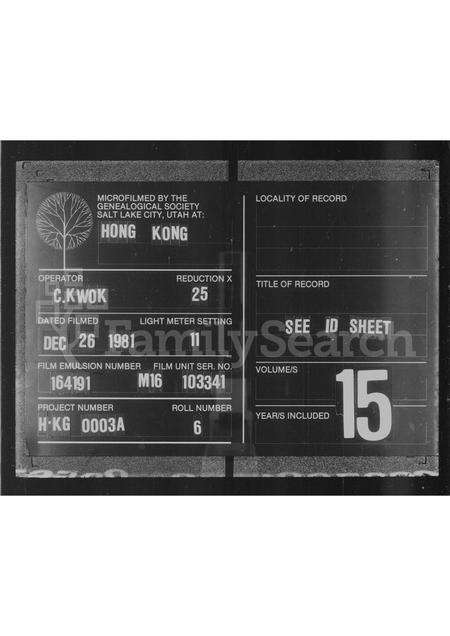 MICROFILMED BY THE
GENEALOGICAL SOCIETY
SALT LAKE CITY, UTAH AT:
HONG KONG
OPERATOR REDUCTION X
C.KWOK 25
DATED FILMED LIGHT METER SETTING
DEC 26 1981 11
FILM EMULSION NUMBER FILM UNIT SER. NO.
164191 M16 103341
PROJECT NUMBER ROLL NUMBER
H·KG 0003A 6
LOCALITY OF RECORD
TITLE OF RECORD
SEE ID SHEET
VOLUME/S
15
YEAR/S INCLUDED
FamilySearch